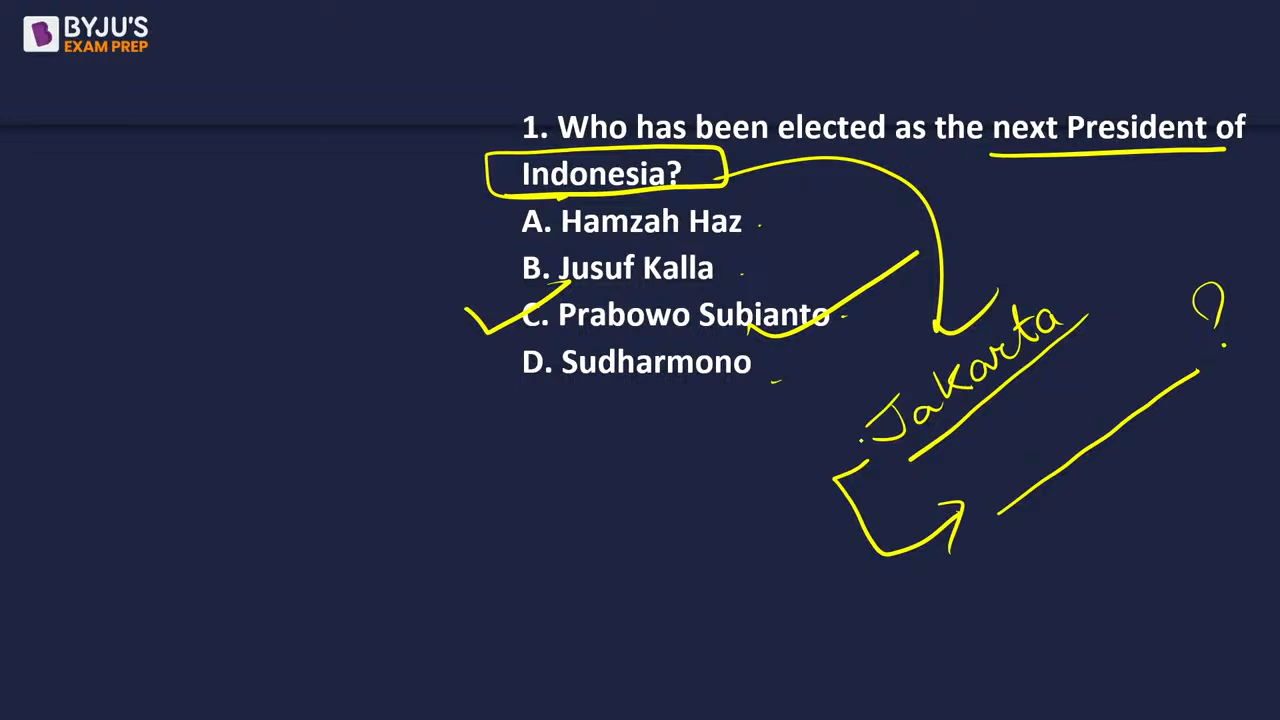 BYJU'S
EXAM PREP
1. Who has been elected as the next President of
Indonesia?
A. Hamzah Haz
B. Jusuf Kalla
C. Prabowo Subianto
D. Sudharmono
Jakarta
?